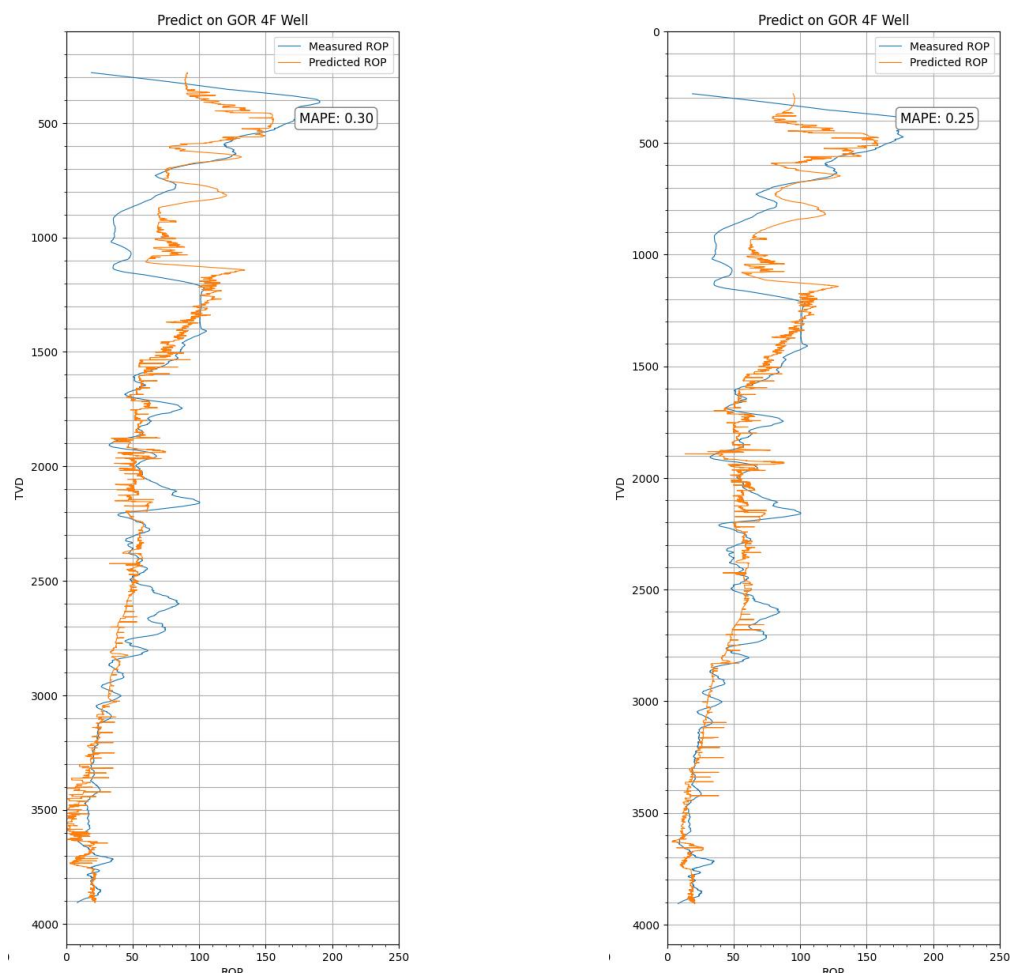 Predict on GOR 4F Well
Measured ROP
Predicted ROP
MAPE: 0.30
500
1000
1500
2000
2500
3000
3500
4000
TVD
0 50 100 150 200 250
ROP
Predict on GOR 4F Well
Measured ROP
Predicted ROP
MAPE: 0.25
0
500
1000
1500
2000
2500
3000
3500
4000
TVD
0 50 100 150 200 250
ROP